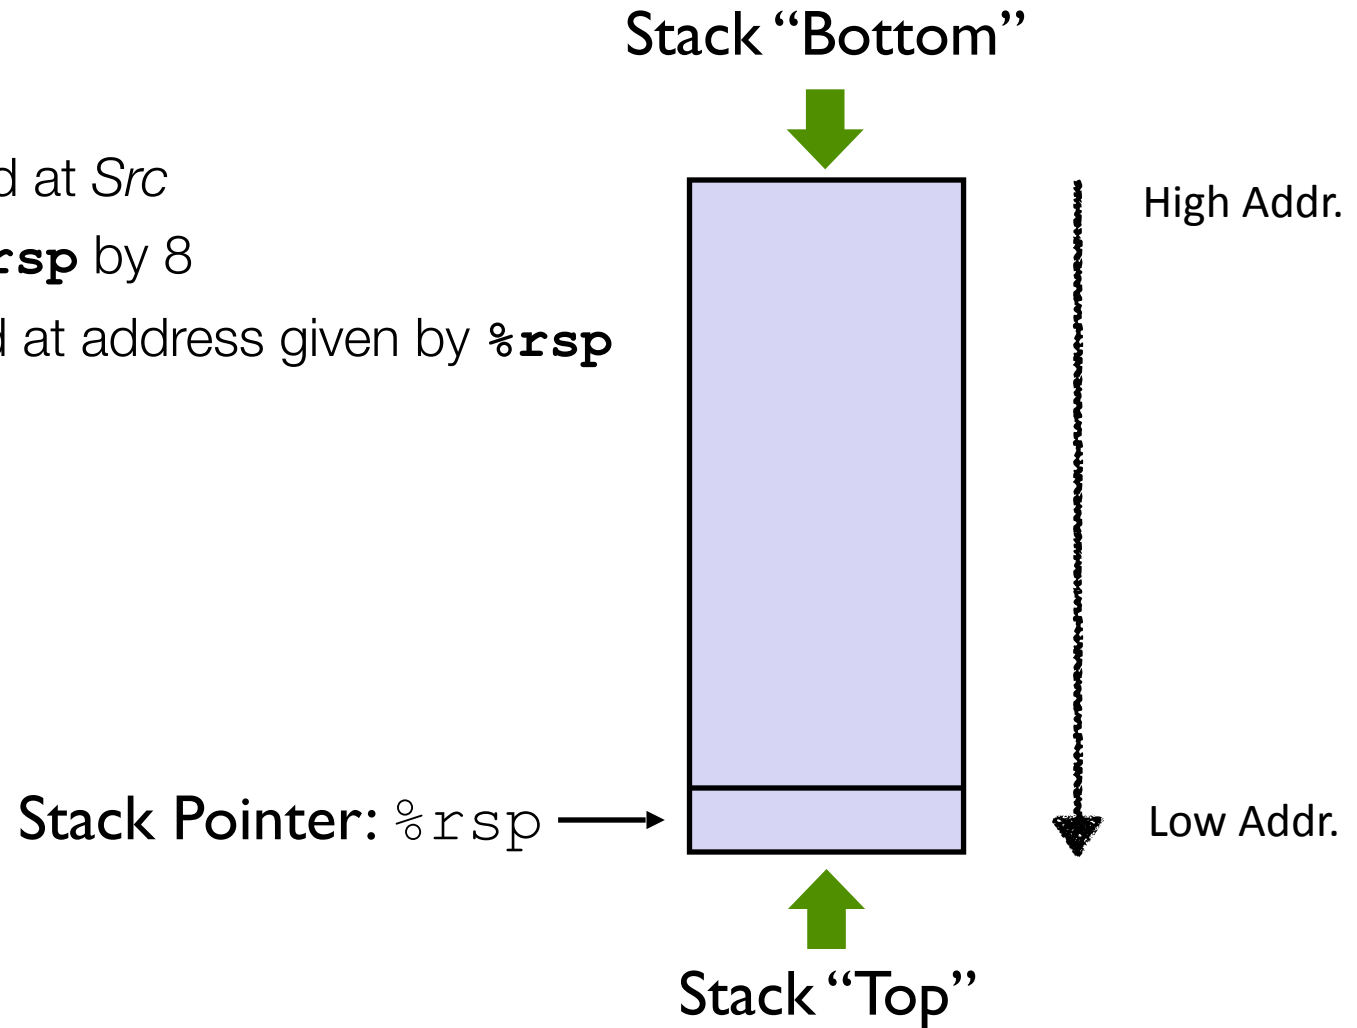 Stack “Bottom”
d at Src
rsp by 8
d at address given by %rsp
High Addr.
Stack Pointer: %rsp
Low Addr.
Stack “Top”